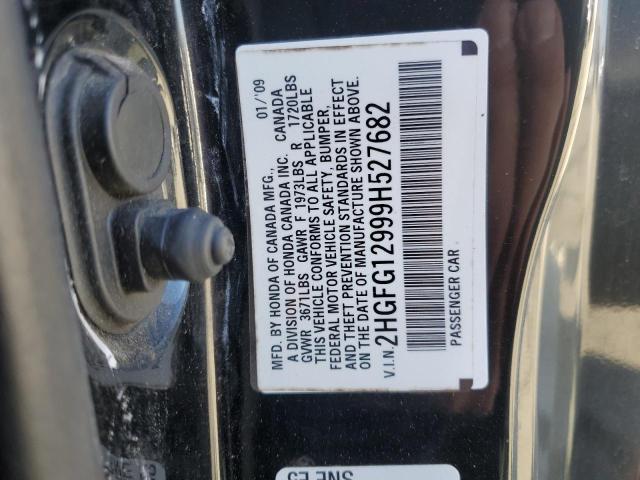 MFD. BY HONDA OF CANADA MFG., 01/'09
A DIVISION OF HONDA CANADA INC. CANADA
GVWR 3671LBS GAWR F 1973LBS R 1720LBS
THIS VEHICLE CONFORMS TO ALL APPLICABLE
FEDERAL MOTOR VEHICLE SAFETY, BUMPER,
AND THEFT PREVENTION STANDARDS IN EFFECT
ON THE DATE OF MANUFACTURE SHOWN ABOVE.
V.I.N. 2HGFG12999H527682
PASSENGER CAR